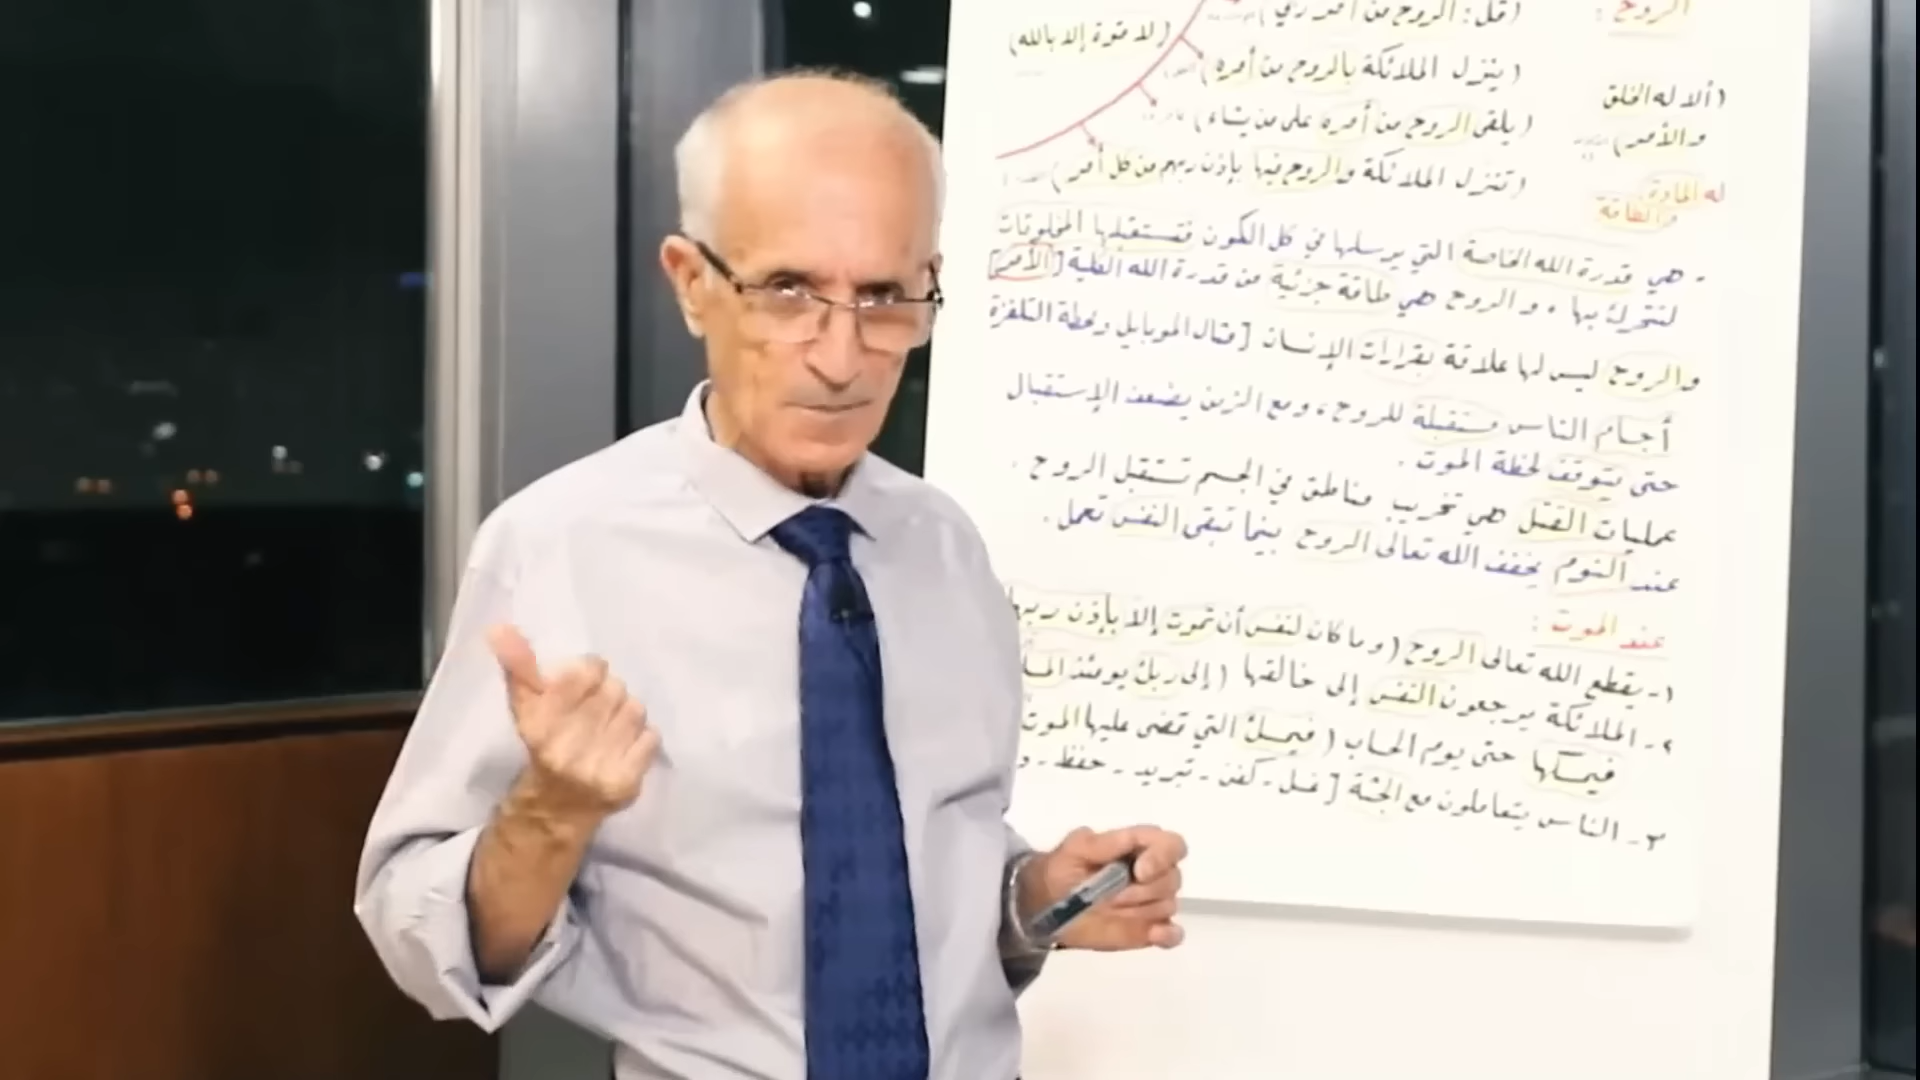 الروح :
(قل : الروح من أمر ربي)
(لا قوة إلا بالله)
(ينزل الملائكة بالروح من أمره)
(ألا له الخلق
والأمر)
(يلقي الروح من أمره على من يشاء)
(تنزل الملائكة والروح فيها بإذن ربهم من كل أمر)
له المادة
والطاقة
- هي قدرة الله الخاصة التي يرسلها في كل الكون فتستقبلها المخلوقات
لتتحرك بها ، والروح هي طاقة جزئية من قدرة الله الكلية [الأمر]
والروح ليس لها علاقة بقرارات الإنسان [مثال الموبايل ومحطة التلفزة
أجسام الناس مستقبلة للروح ، ومع الزمن يضعف الإستقبال
حتى يتوقف لحظة الموت .
عمليات القتل هي تخريب مناطق في الجسم تستقبل الروح .
عند النوم يخفف الله تعالى الروح بينما تبقى النفس تعمل .
عند الموت :
١- يقطع الله تعالى الروح (وما كان لنفس أن تموت إلا بإذن ربها
٢- الملائكة يرجعون النفس إلى خالقها (إلى ربك يومئذ
فيمسكها حتى يوم الحساب (فيمسك التي قضى عليها الموت
٣- الناس يتعاملون مع الجثة [غسل - كفن - تبريد - حفظ - و